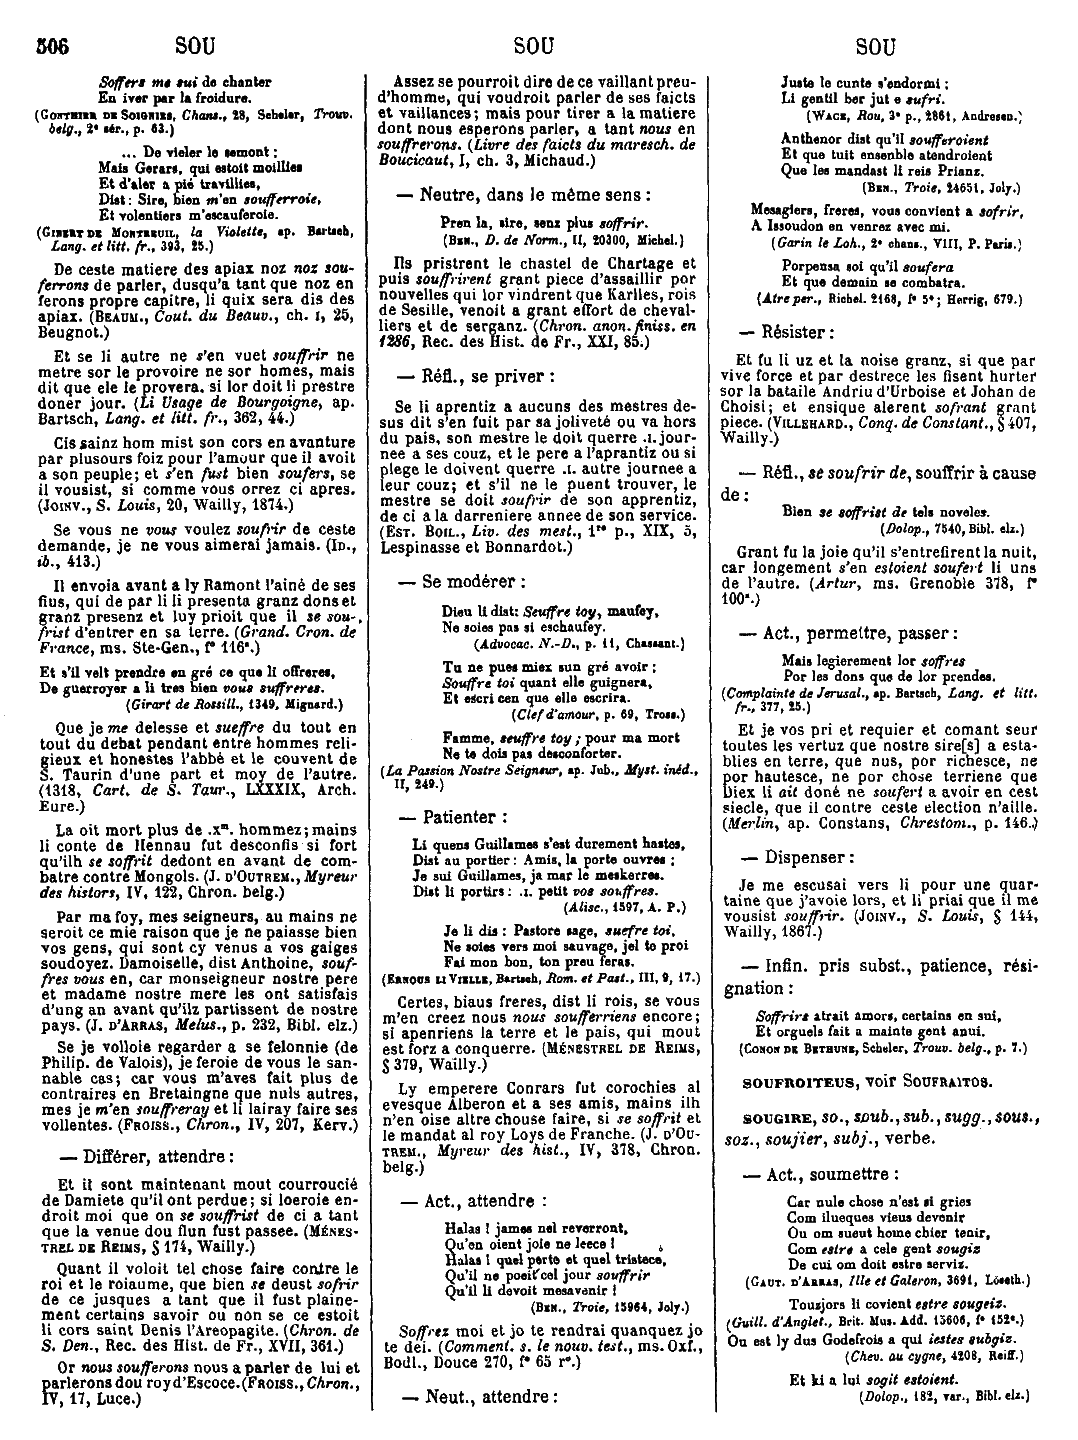 506 SOU SOU SOU
Soffers me sui de chanter
En iver par la froidure.
(GONTHIER DE SOIGNIES, Chans., 28, Scheler, Trouv.
belg., 2e sér., p. 63.)
... De vieler le semont :
Mais Gerars, qui estoit moillies
Et d'aler a pié travillies,
Dist : Sire, bien m'en soufferroie,
Et volentiers m'escauferoie.
(GIBERT DE MONTREUIL, la Violette, ap. Bartsch,
Lang. et litt. fr., 393, 25.)
De ceste matiere des apiax noz noz sou-
ferrons de parler, dusqu'a tant que noz en
ferons propre capitre, li quix sera dis des
apiax. (BEAUM., Cout. du Beauv., ch. I, 25,
Beugnot.)
Et se li autre ne s'en vuet souffrir ne
metre sor le provoire ne sor homes, mais
dit que ele le provera. si lor doit li prestre
doner jour. (Li Usage de Bourgoigne, ap.
Bartsch, Lang. et litt. fr., 362, 44.)
Cis sainz hom mist son cors en avanture
par plusours foiz pour l'amour que il avoit
a son peuple; et s'en fust bien soufers, se
il vousist, si comme vous orrez ci apres.
(JOINV., S. Louis, 20, Wailly, 1874.)
Se vous ne vous voulez soufrir de ceste
demande, je ne vous aimerai jamais. (ID.,
ib., 413.)
Il envoia avant a ly Ramont l'ainé de ses
fius, qui de par li li presenta granz dons et
granz presenz et luy prioit que il se sou-
frist d'entrer en sa terre. (Grand. Cron. de
France, ms. Ste-Gen., f° 116a.)
Et s'il velt prendre en gré ce que li offreres,
De guerroyer a li tres bien vous suffreres.
(Girart de Rossill., 1349, Mignard.)
Que je me delesse et sueffre du tout en
tout du debat pendant entre hommes reli-
gieux et honestes l'abbé et le couvent de
S. Taurin d'une part et moy de l'autre.
(1318, Cart. de S. Taur., LXXXIX, Arch.
Eure.)
La oit mort plus de .xm. hommez; mains
li conte de Hennau fut desconfis si fort
qu'ilh se soffrit dedont en avant de com-
batre contre Mongols. (J. D'OUTREM., Myreur
des histors, IV, 122, Chron. belg.)
Par ma foy, mes seigneurs, au mains ne
seroit ce mie raison que je ne paiasse bien
vos gens, qui sont cy venus a vos gaiges
soudoyez. Damoiselle, dist Anthoine, souf-
fres vous en, car monseigneur nostre pere
et madame nostre mere les ont satisfais
d'ung an avant qu'ilz partissent de nostre
pays. (J. D'ARRAS, Melus., p. 232, Bibl. elz.)
Se je volloie regarder a se felonnie (de
Philip. de Valois), je feroie de vous le san-
nable cas; car vous m'aves fait plus de
contraires en Bretaingne que nuls autres,
mes je m'en souffreray et li lairay faire ses
vollentes. (FROISS., Chron., IV, 207, Kerv.)
— Différer, attendre :
Et il sont maintenant mout courroucié
de Damiete qu'il ont perdue; si loeroie en-
droit moi que on se souffrist de ci a tant
que la venue dou flun fust passee. (MÉNES-
TREL DE REIMS, § 174, Wailly.)
Quant il voloit tel chose faire contre le
roi et le roiaume, que bien se deust sofrir
de ce jusques a tant que il fust plaine-
ment certains savoir ou non se ce estoit
li cors saint Denis l'Areopagite. (Chron. de
S. Den., Rec. des Hist. de Fr., XVII, 361.)
Or nous soufferons nous a parler de lui et
parlerons dou roy d'Escoce. (FROISS., Chron.,
IV, 17, Luce.)
Assez se pourroit dire de ce vaillant preu-
d'homme, qui voudroit parler de ses faicts
et vaillances; mais pour tirer a la matiere
dont nous esperons parler, a tant nous en
souffrerons. (Livre des faicts du maresch. de
Boucicaut, I, ch. 3, Michaud.)
— Neutre, dans le même sens :
Pren la, sire, senz plus soffrir.
(BEN., D. de Norm., II, 20300, Michel.)
Ils pristrent le chastel de Chartage et
puis souffrirent grant piece d'assaillir por
nouvelles qui lor vindrent que Karlles, rois
de Sesille, venoit a grant effort de cheval-
liers et de serganz. (Chron. anon. finiss. en
1286, Rec. des Hist. de Fr., XXI, 85.)
— Réfl., se priver :
Se li aprentiz a aucuns des mestres de-
sus dit s'en fuit par sa joliveté ou va hors
du païs, son mestre le doit querre .I. jour-
nee a ses couz, et le pere a l'aprantiz ou si
plege le doivent querre .I. autre journee a
leur couz; et s'il ne le puent trouver, le
mestre se doit soufrir de son apprentiz,
de ci a la darreniere annee de son service.
(EST. BOIL., Liv. des mest., 1re p., XIX, 5,
Lespinasse et Bonnardot.)
— Se modérer :
Dieu li dist: Seuffre toy, maufey,
Ne soies pas si eschaufey.
(Advocac. N.-D., p. 11, Chassant.)
Tu ne pues miex sun gré avoir :
Souffre toi quant elle guignera,
Et escri cen que elle escrira.
(Clef d'amour, p. 69, Tross.)
Famme, seuffre toy ; pour ma mort
Ne te dois pas desconforter.
(La Passion Nostre Seigneur, ap. Jub., Myst. inéd.,
II, 249.)
— Patienter :
Li quens Guillames s'est durement hastes,
Dist au portier : Amis, la porte ouvres ;
Je sui Guillames, ja mar le meskerres.
Dist li portirs : .I. petit vos souffres.
(Alisc., 1597, A. P.)
Je li dis : Pastore sage, suefre toi,
Ne soies vers moi sauvage, jel te proi
Fai mon bon, ton preu feras.
(ERNOUS LI VIELLE, Bartsch, Rom. et Past., III, 9, 17.)
Certes, biaus freres, dist li rois, se vous
m'en creez nous nous soufferriens encore;
si apenriens la terre et le païs, qui mout
est forz a conquerre. (MÉNESTREL DE REIMS,
§ 379, Wailly.)
Ly emperere Conrars fut corochies al
evesque Alberon et a ses amis, mains ilh
n'en oise altre chouse faire, si se soffrit et
le mandat al roy Loys de Franche. (J. D'OU-
TREM., Myreur des hist., IV, 378, Chron.
belg.)
— Act., attendre :
Halas ! james nel reverront,
Qu'en oient joie ne leece !
Halas ! quel perte et quel tristece,
Qu'il ne poeit cel jour souffrir
Qu'il li devoit mesavenir !
(BEN., Troie, 15964, Joly.)
Soffrez moi et jo te rendrai quanquez jo
te dei. (Comment. s. le nouv. test., ms. Oxf.,
Bodl., Douce 270, f° 65 r°.)
— Neut., attendre :
Juste le cunte s'endormi ;
Li gentil ber jut e sufri.
(WACE, Rou, 3e p., 2861, Andresen.)
Anthenor dist qu'il soufferoient
Et que tuit ensenble atendroient
Que les mandast li reis Prianz.
(BEN., Troie, 24651, Joly.)
Mesagiers, freres, vous convient a sofrir,
A Issoudon en venrez avec mi.
(Garin le Loh., 2e chans., VIII, P. Paris.)
Porpensa soi qu'il soufera
Et que demain se combatra.
(Atre per., Richel. 2168, f° 5c; Herrig, 679.)
— Résister :
Et fu li uz et la noise granz, si que par
vive force et par destrece les fisent hurter
sor la bataile Andriu d'Urboise et Johan de
Choisi; et ensique alerent sofrant grant
piece. (VILLEHARD., Conq. de Constant., § 407,
Wailly.)
— Réfl., se soufrir de, souffrir à cause
de :
Bien se soffrist de tels noveles.
(Dolop., 7540, Bibl. elz.)
Grant fu la joie qu'il s'entrefirent la nuit,
car longement s'en estoient soufert li uns
de l'autre. (Artur, ms. Grenoble 378, f°
100a.)
— Act., permettre, passer :
Mais legierement lor soffres
Por les dons que de lor prendes.
(Complainte de Jerusal., ap. Bartsch, Lang. et litt.
fr., 377, 25.)
Et je vos pri et requier et comant seur
toutes les vertuz que nostre sire[s] a esta-
blies en terre, que nus, por richesce, ne
por hautesce, ne por chose terriene que
Diex li ait doné ne soufert a avoir en cest
siecle, que il contre ceste election n'aille.
(Merlin, ap. Constans, Chrestom., p. 146.)
— Dispenser :
Je me escusai vers li pour une quar-
taine que j'avoie lors, et li priai que il me
vousist souffrir. (JOINV., S. Louis, § 144,
Wailly, 1867.)
— Infin. pris subst., patience, rési-
gnation :
Soffrirs atrait amors, certains en sui,
Et orguels fait a mainte gent anui.
(CONON DE BETHUNE, Scheler, Trouv. belg., p. 7.)
SOUFROITEUS, voir SOUFRAITOS.
SOUGIRE, so., soub., sub., sugg., sous.,
soz., soujier, subj., verbe.
— Act., soumettre :
Car nule chose n'est si gries
Com ilueques vieus devenir
Ou om sueut home chier tenir,
Com estre a cele gent sougiz
De cui om doit estre serviz.
(GAUT. D'ARRAS, Ille et Galeron, 3691, Löseth.)
Tousjors li covient estre sougeiz.
(Guill. d'Anglet., Brit. Mus. Add. 15606, f° 152c.)
Ou est ly dus Godefrois a qui iestes subgiz.
(Chev. au cygne, 4208, Reiff.)
Et ki a lui sogit estoient.
(Dolop., 182, var., Bibl. elz.)